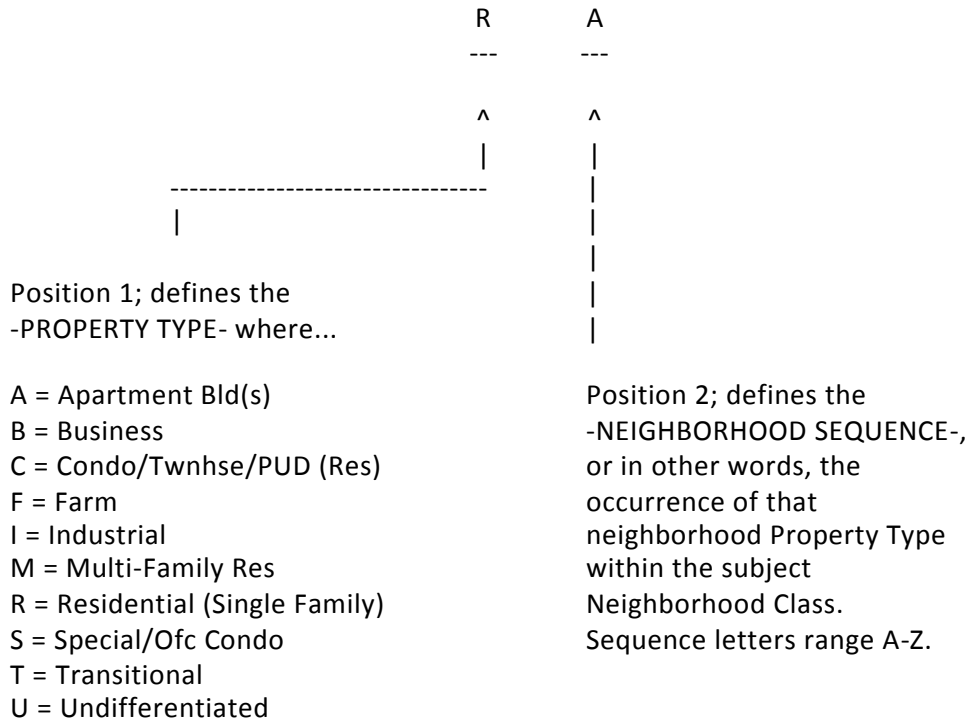 R A
--- ---
^ ^
| |
--------------------------------- |
| |
|
Position 1; defines the |
-PROPERTY TYPE- where... |
A = Apartment Bld(s)
B = Business
C = Condo/Twnhse/PUD (Res)
F = Farm
I = Industrial
M = Multi-Family Res
R = Residential (Single Family)
S = Special/Ofc Condo
T = Transitional
U = Undifferentiated
Position 2; defines the
-NEIGHBORHOOD SEQUENCE-,
or in other words, the
occurrence of that
neighborhood Property Type
within the subject
Neighborhood Class.
Sequence letters range A-Z.